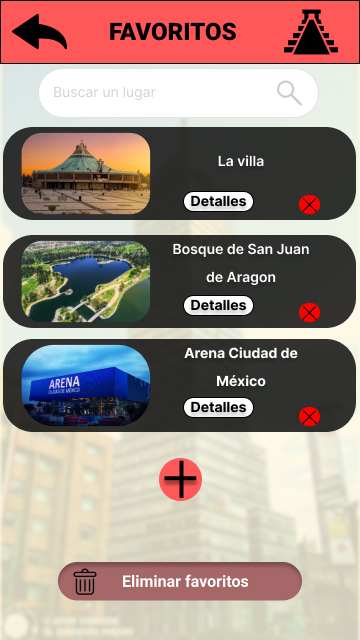 FAVORITOS
Buscar un lugar
La villa
Detalles
Bosque de San Juan
de Aragon
Detalles
ARENA
CIUDAD DE MÉXICO
Arena Ciudad de
México
Detalles
Eliminar favoritos